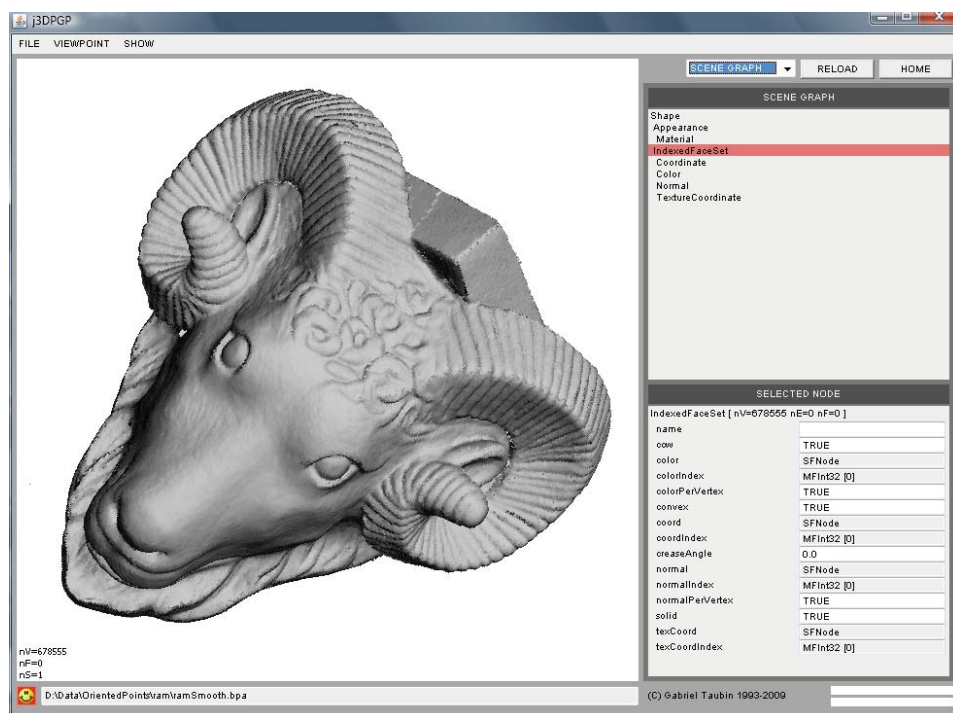 j3DPGP
FILE VIEWPOINT SHOW
SCENE GRAPH RELOAD HOME
SCENE GRAPH
Shape
Appearance
Material
IndexedFaceSet
Coordinate
Color
Normal
TextureCoordinate
SELECTED NODE
IndexedFaceSet [ nV=678555 nE=0 nF=0 ]
name
ccw TRUE
color SFNode
colorIndex MFInt32 [0]
colorPerVertex TRUE
convex TRUE
coord SFNode
coordIndex MFInt32 [0]
creaseAngle 0.0
normal SFNode
normalIndex MFInt32 [0]
normalPerVertex TRUE
solid TRUE
texCoord SFNode
texCoordIndex MFInt32 [0]
nV=678555
nF=0
nS=1
D:\Data\OrientedPoints\ram\ramSmooth.bpa
(C) Gabriel Taubin 1993-2009